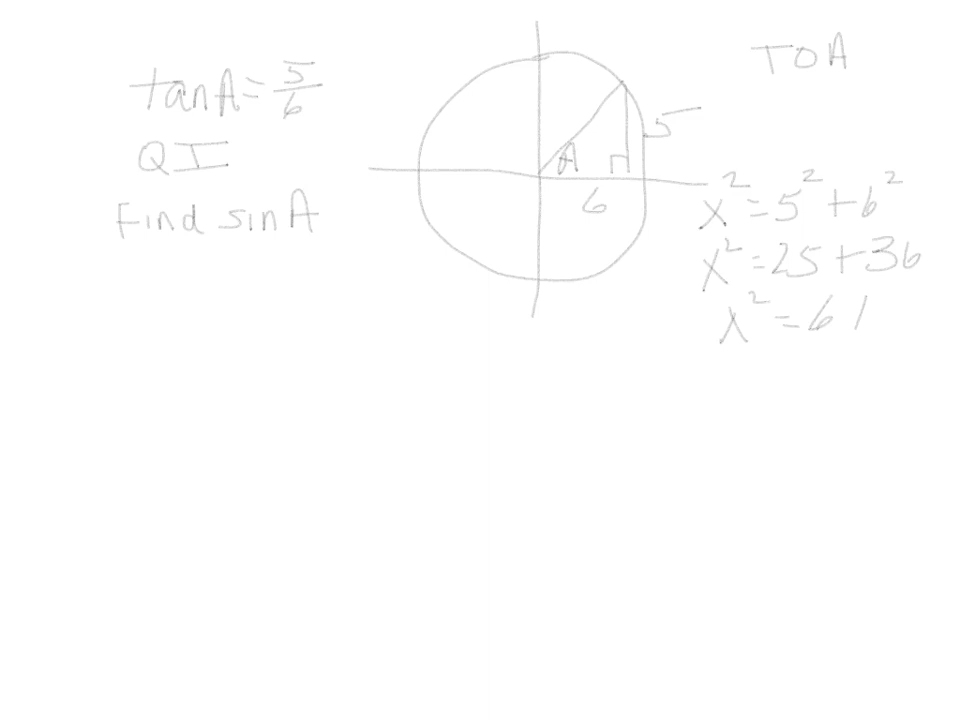 tanA = 5/6
QI
Find sinA
TOA
A
5
6
x² = 5² + 6²
x² = 25 + 36
x² = 61